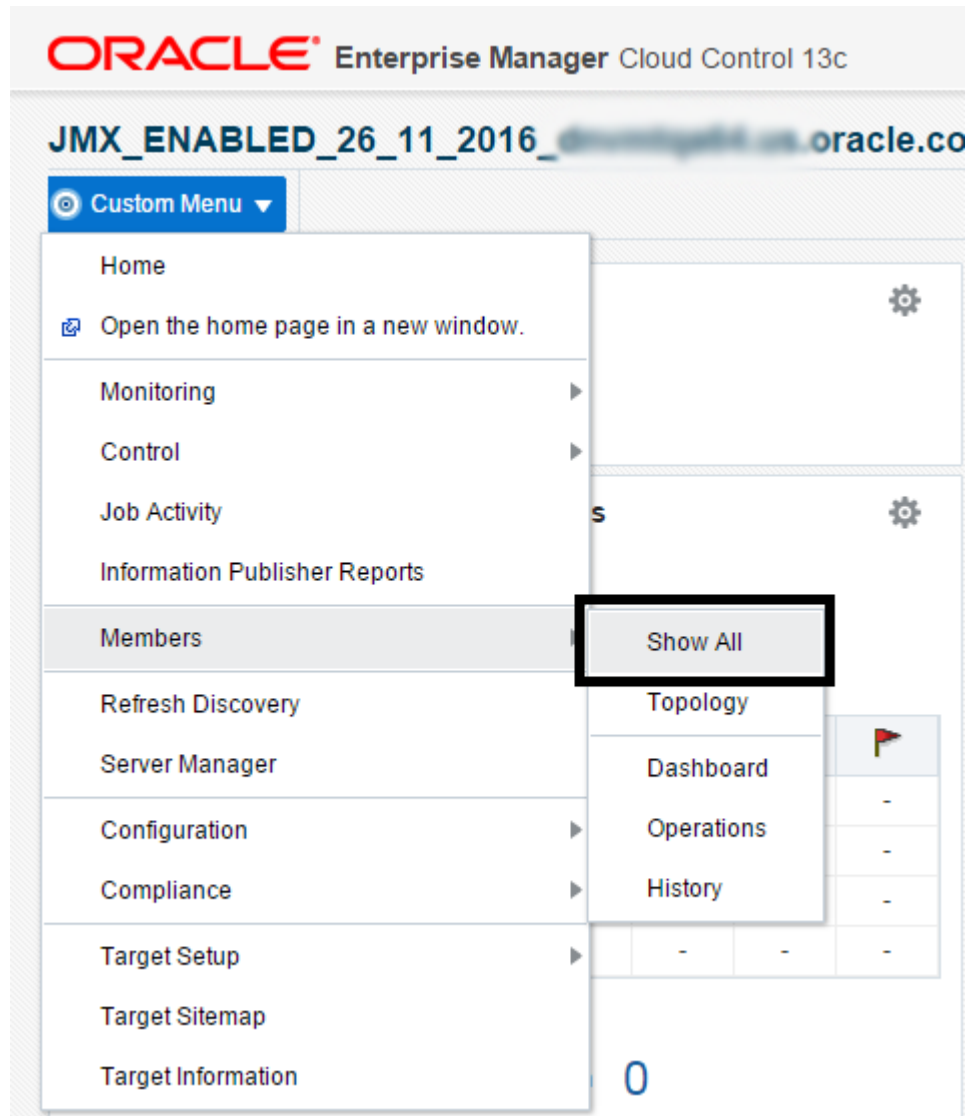 ORACLE Enterprise Manager Cloud Control 13c
JMX_ENABLED_26_11_2016_ .oracle.co
Custom Menu
Home
Open the home page in a new window.
Monitoring
Control
Job Activity
s
Information Publisher Reports
Members
Show All
Refresh Discovery
Topology
Server Manager
Dashboard
-
Configuration
Operations
-
Compliance
History
-
Target Setup
- - -
Target Sitemap
Target Information
0